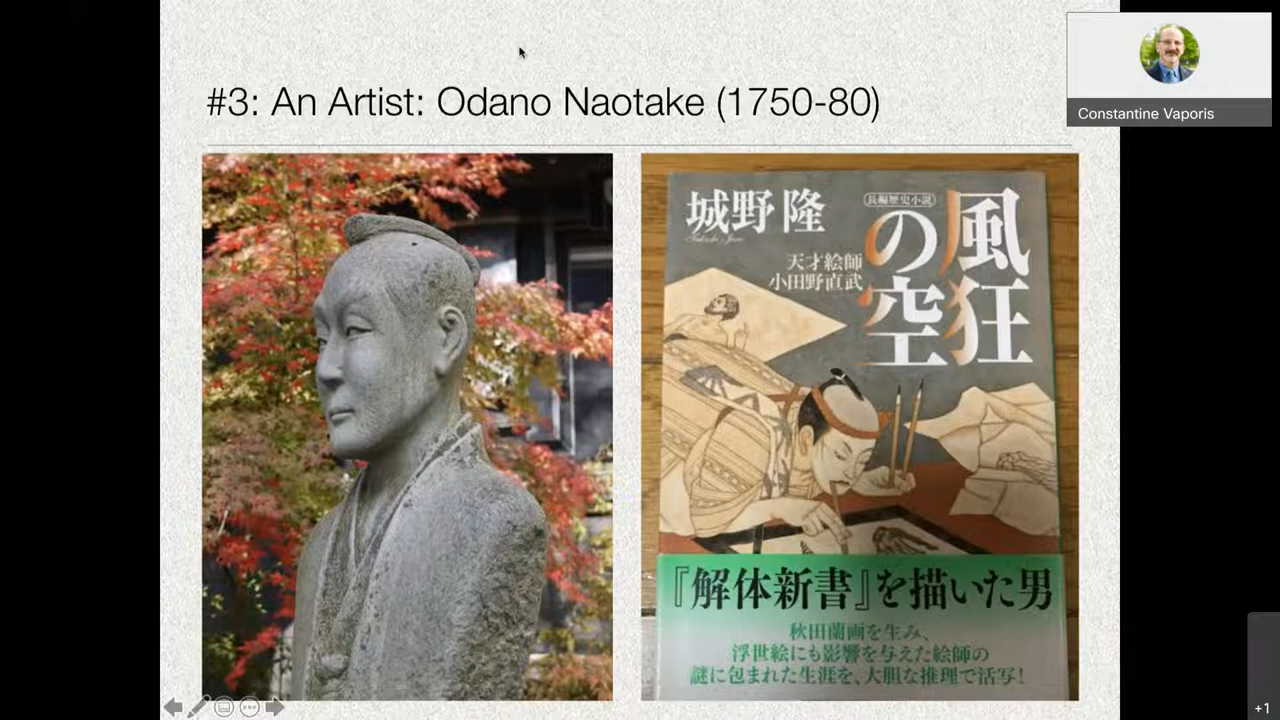 #3: An Artist: Odano Naotake (1750-80)
Constantine Vaporis
風狂
の空
長編歴史小説
城野 隆
天才絵師
小田野直武
『解体新書』を描いた男
秋田蘭画を生み、
浮世絵にも影響を与えた絵師の
謎に包まれた生涯を、大胆な推理で活写!
+1